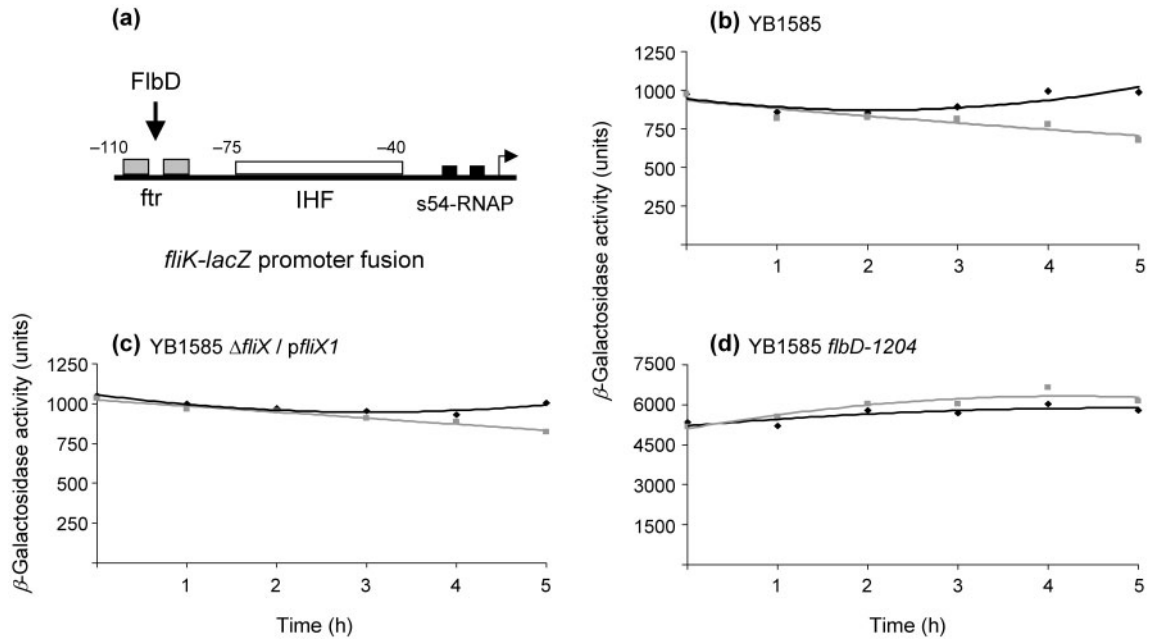 (a)
FlbD
–110
–75
–40
ftr
IHF
s54-RNAP
fliK-lacZ promoter fusion
(b) YB1585
1250
1000
750
500
250
1 2 3 4 5
β-Galactosidase activity (units)
(c) YB1585 ΔfliX / pfliX1
1250
1000
750
500
250
1 2 3 4 5
Time (h)
β-Galactosidase activity (units)
(d) YB1585 flbD-1204
7500
6000
4500
3000
1500
1 2 3 4 5
Time (h)